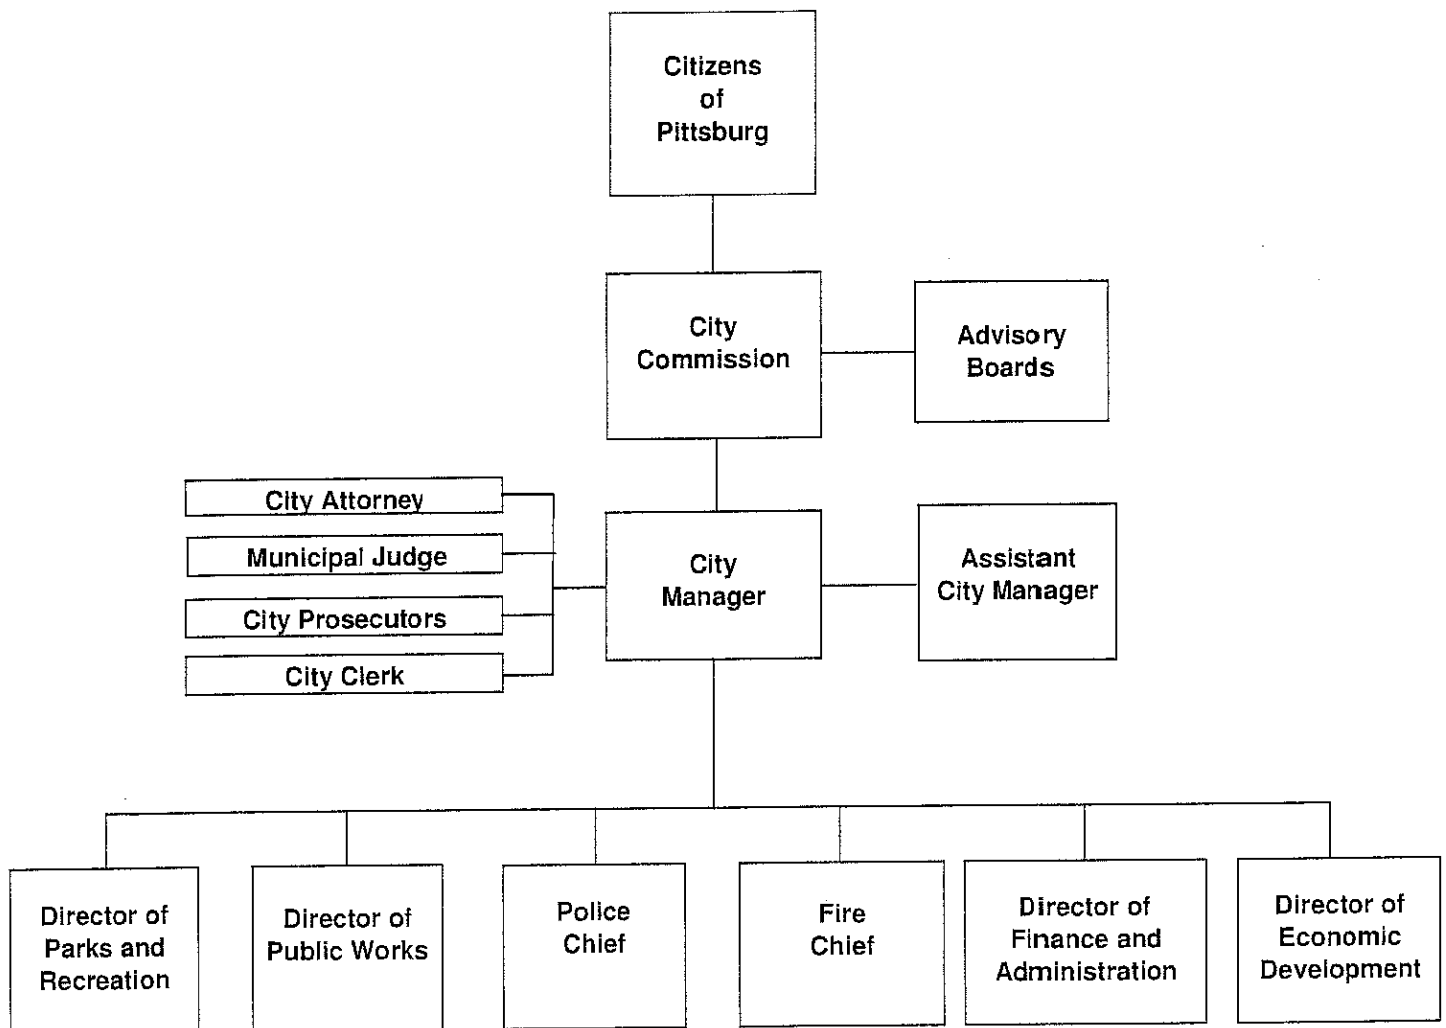 Citizens
of
Pittsburg
City
Commission
Advisory
Boards
City Attorney
Municipal Judge
City Prosecutors
City Clerk
City
Manager
Assistant
City Manager
Director of
Parks and
Recreation
Director of
Public Works
Police
Chief
Fire
Chief
Director of
Finance and
Administration
Director of
Economic
Development